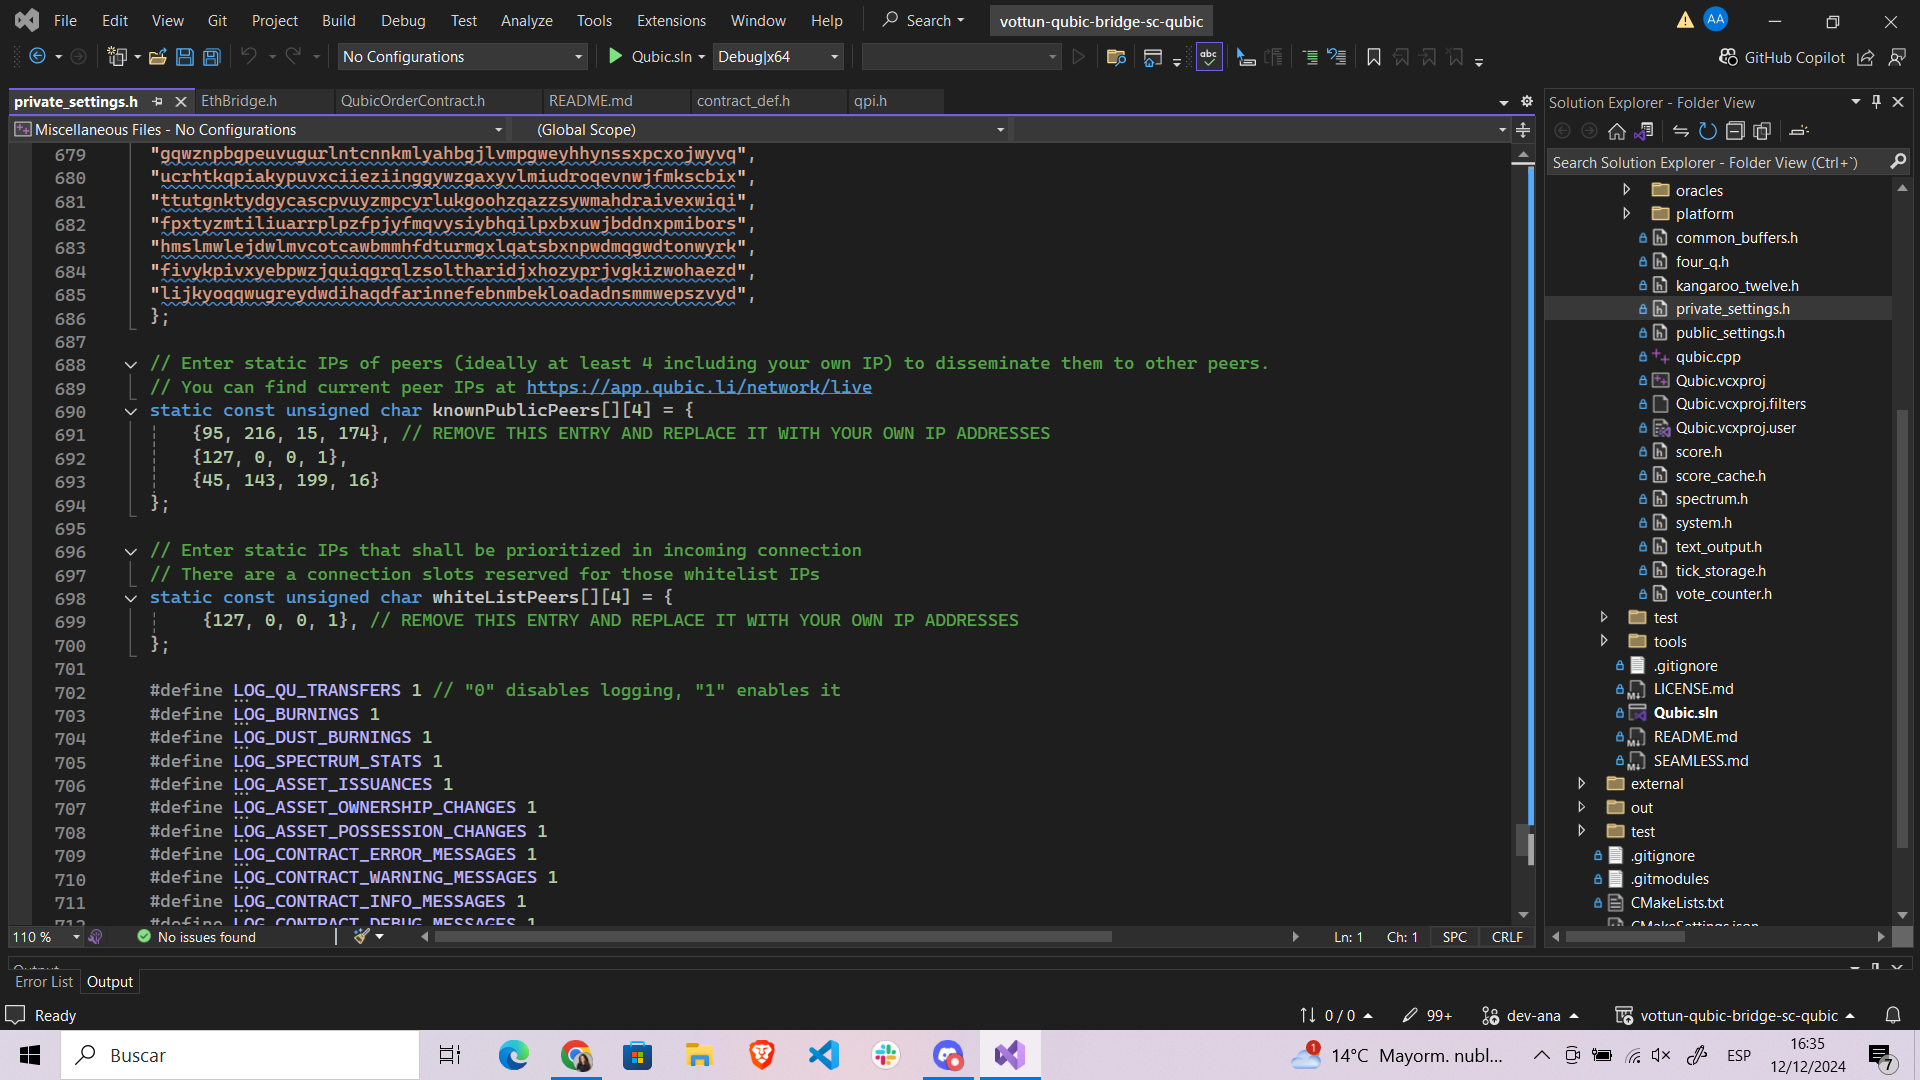 File Edit View Git Project Build Debug Test Analyze Tools Extensions Window Help Search vottun-qubic-bridge-sc-qubic AA
No Configurations Qubic.sln Debug|x64 abc GitHub Copilot
private_settings.h EthBridge.h QubicOrderContract.h README.md contract_def.h qpi.h
Miscellaneous Files - No Configurations (Global Scope)
679 "gqwznpbgpeuvugurlntcnnkmlyahbgjlvmpgweyhhynssxpcxojwyvq",
680 "ucrhtkqpiakypuvxciieziinggywzgaxyvlmiudroqevnwjfmkscbix",
681 "ttutgnktydgycascpvuyzmpcyrlukgoohzqazzsywmahdraivexwiqi",
682 "fpxtyzmtiliuarrplpzfpjyfmqvysiybhqilpxbxuwjbddnxpmibors",
683 "hmslmwlejdwlmvcotcawbmmhfdturmgxlqatsbxnpwdmqgwdtonwyrk",
684 "fivykpivxyebpwzjquiqgrqlzsoltharidjxhozyprjvgkizwohaezd",
685 "lijkyoqqwugreydwdihaqdfarinnefebnmbekloadadnsmmwepszvyd",
686 };
687
688 // Enter static IPs of peers (ideally at least 4 including your own IP) to disseminate them to other peers.
689 // You can find current peer IPs at https://app.qubic.li/network/live
690 static const unsigned char knownPublicPeers[][4] = {
691 {95, 216, 15, 174}, // REMOVE THIS ENTRY AND REPLACE IT WITH YOUR OWN IP ADDRESSES
692 {127, 0, 0, 1},
693 {45, 143, 199, 16}
694 };
695
696 // Enter static IPs that shall be prioritized in incoming connection
697 // There are a connection slots reserved for those whitelist IPs
698 static const unsigned char whiteListPeers[][4] = {
699 {127, 0, 0, 1}, // REMOVE THIS ENTRY AND REPLACE IT WITH YOUR OWN IP ADDRESSES
700 };
701
702 #define LOG_QU_TRANSFERS 1 // "0" disables logging, "1" enables it
703 #define LOG_BURNINGS 1
704 #define LOG_DUST_BURNINGS 1
705 #define LOG_SPECTRUM_STATS 1
706 #define LOG_ASSET_ISSUANCES 1
707 #define LOG_ASSET_OWNERSHIP_CHANGES 1
708 #define LOG_ASSET_POSSESSION_CHANGES 1
709 #define LOG_CONTRACT_ERROR_MESSAGES 1
710 #define LOG_CONTRACT_WARNING_MESSAGES 1
711 #define LOG_CONTRACT_INFO_MESSAGES 1
712 #define LOG_CONTRACT_DEBUG_MESSAGES 1
110 % No issues found Ln: 1 Ch: 1 SPC CRLF
Solution Explorer - Folder View
Search Solution Explorer - Folder View (Ctrl+`)
oracles
platform
common_buffers.h
four_q.h
kangaroo_twelve.h
private_settings.h
public_settings.h
qubic.cpp
Qubic.vcxproj
Qubic.vcxproj.filters
Qubic.vcxproj.user
score.h
score_cache.h
spectrum.h
system.h
text_output.h
tick_storage.h
vote_counter.h
test
tools
.gitignore
LICENSE.md
Qubic.sln
README.md
SEAMLESS.md
external
out
test
.gitignore
.gitmodules
CMakeLists.txt
CMakeSettings.json
Output
Error List Output
Ready 0 / 0 99+ dev-ana vottun-qubic-bridge-sc-qubic
Buscar 1 14°C Mayorm. nubl... ESP 16:35
12/12/2024 7